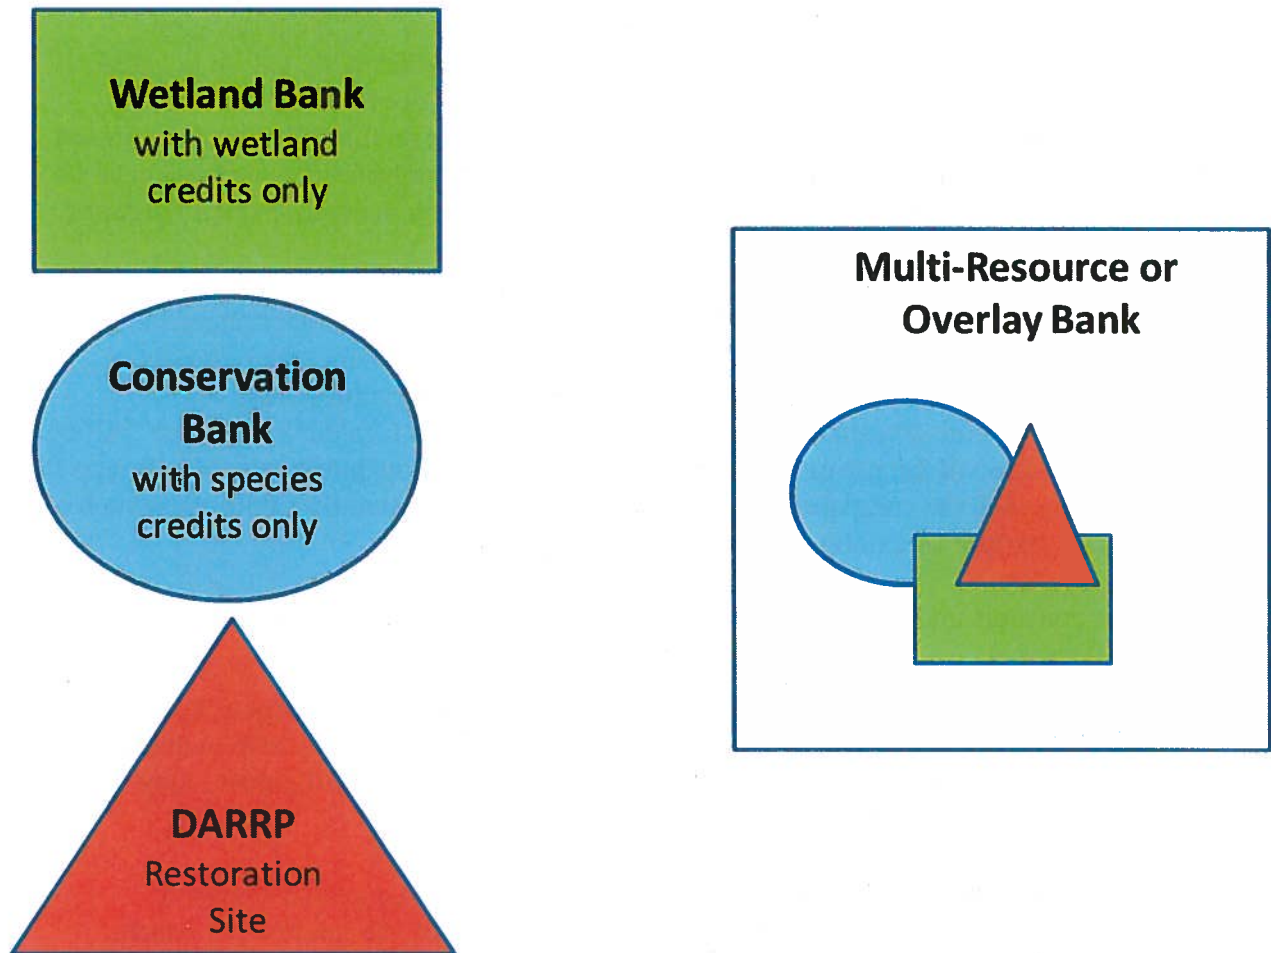 Wetland Bank
with wetland
credits only
Conservation
Bank
with species
credits only
DARRP
Restoration
Site
Multi-Resource or
Overlay Bank